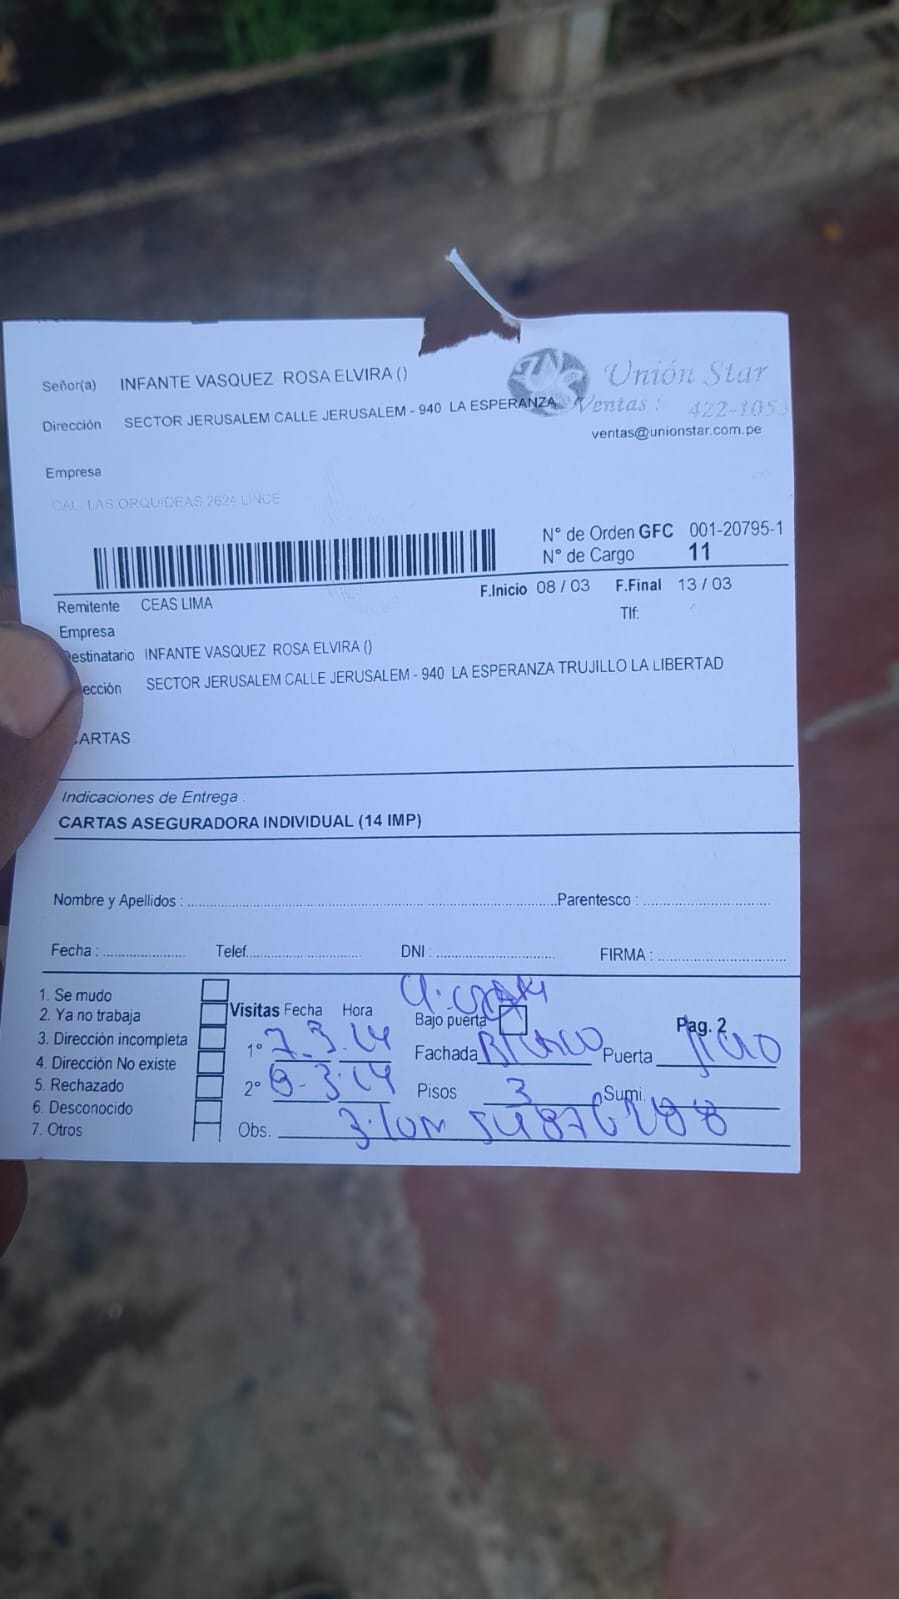 Señor(a) INFANTE VASQUEZ ROSA ELVIRA ()
Unión Star
Dirección SECTOR JERUSALEM CALLE JERUSALEM - 940 LA ESPERANZA
Ventas : 422-1053
ventas@unionstar.com.pe
Empresa
CAL. LAS ORQUIDEAS 2624 LINCE
N° de Orden GFC 001-20795-1
N° de Cargo 11
F.Inicio 08 / 03 F.Final 13 / 03
Remitente CEAS LIMA
Tlf:
Empresa
estinatario INFANTE VASQUEZ ROSA ELVIRA ()
ección SECTOR JERUSALEM CALLE JERUSALEM - 940 LA ESPERANZA TRUJILLO LA LIBERTAD
ARTAS
Indicaciones de Entrega :
CARTAS ASEGURADORA INDIVIDUAL (14 IMP)
Nombre y Apellidos : Parentesco :
Fecha : Telef. DNI : FIRMA :
1. Se mudo
2. Ya no trabaja
3. Dirección incompleta
4. Dirección No existe
5. Rechazado
6. Desconocido
7. Otros
Visitas Fecha Hora
Bajo puerta
Pag. 2
1°
Fachada Blanco Puerta
2° Pisos 3 Sumi.
Obs.